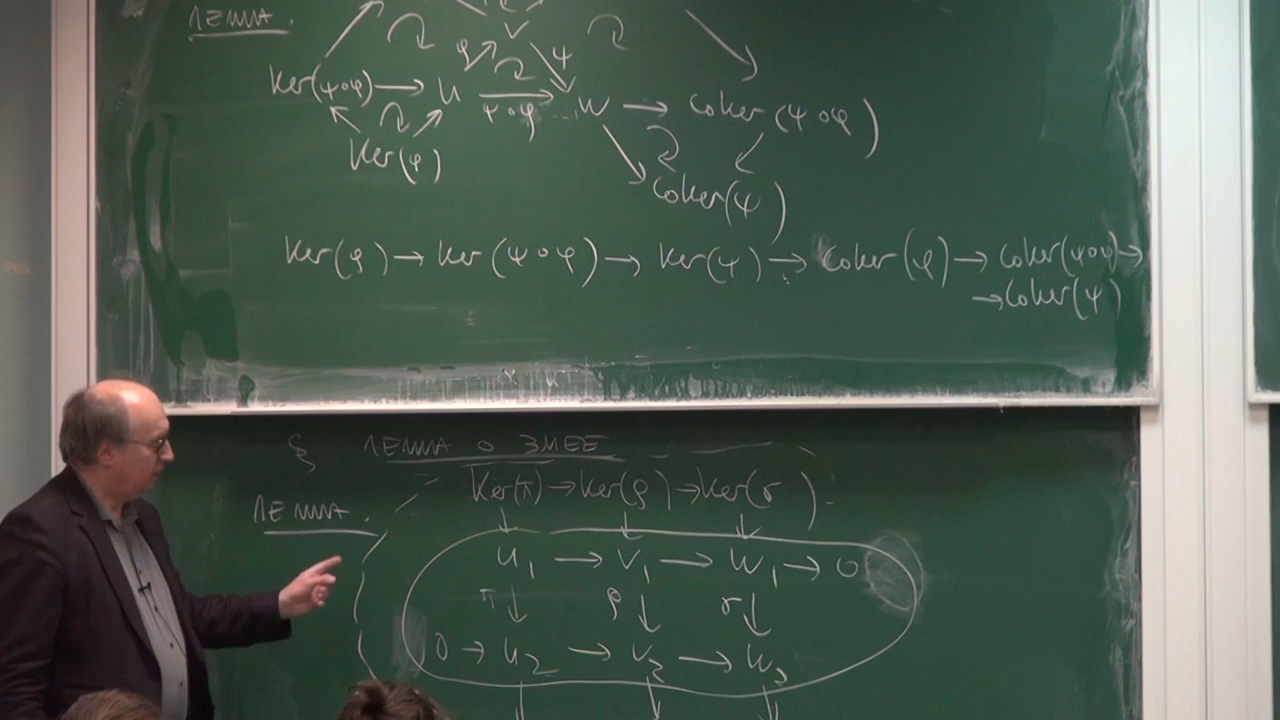 ЛЕММА.
V
φ ψ
Ker(ψ∘φ) → U → W → Coker(ψ∘φ)
ψ∘φ
Ker(φ)
Coker(ψ)
Ker(φ) → Ker(ψ∘φ) → Ker(ψ) → Coker(φ) → Coker(ψ∘φ) →
→ Coker(ψ)
§ ЛЕММА О ЗМЕЕ
Ker(π) → Ker(ρ) → Ker(σ)
ЛЕММА.
U₁ → V₁ → W₁ → 0
π ρ σ
0 → U₂ → V₂ → W₂